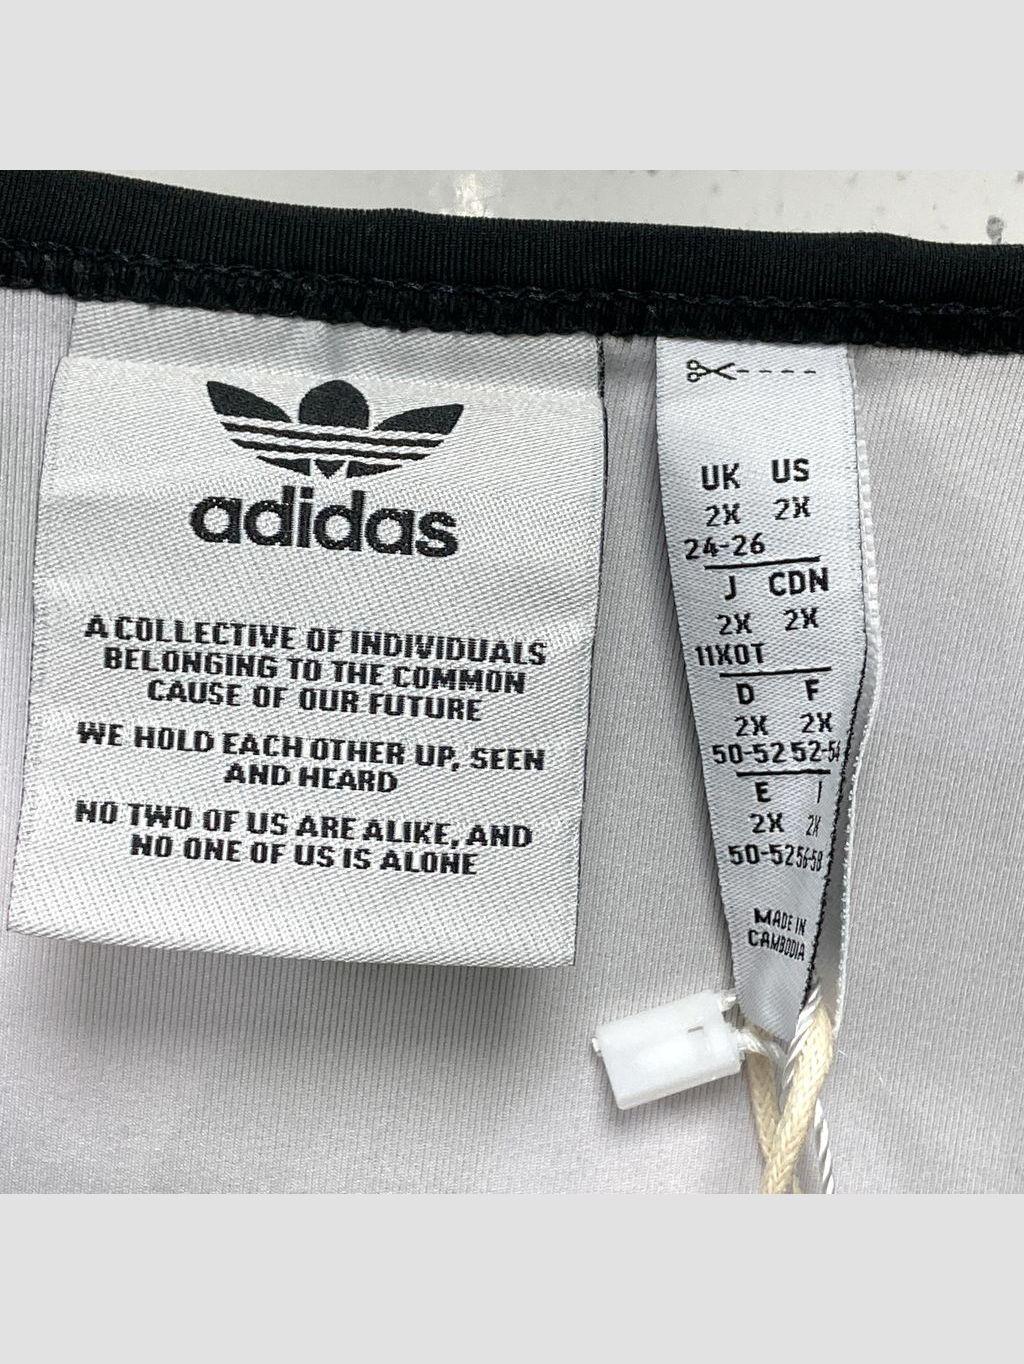 adidas
A COLLECTIVE OF INDIVIDUALS
BELONGING TO THE COMMON
CAUSE OF OUR FUTURE
WE HOLD EACH OTHER UP, SEEN
AND HEARD
NO TWO OF US ARE ALIKE, AND
NO ONE OF US IS ALONE
UK US
2X 2X
24-26
J CDN
2X 2X
11XOT
D F
2X 2X
50-52 52-54
E I
2X 2X
50-52 56-58
MADE IN
CAMBODIA